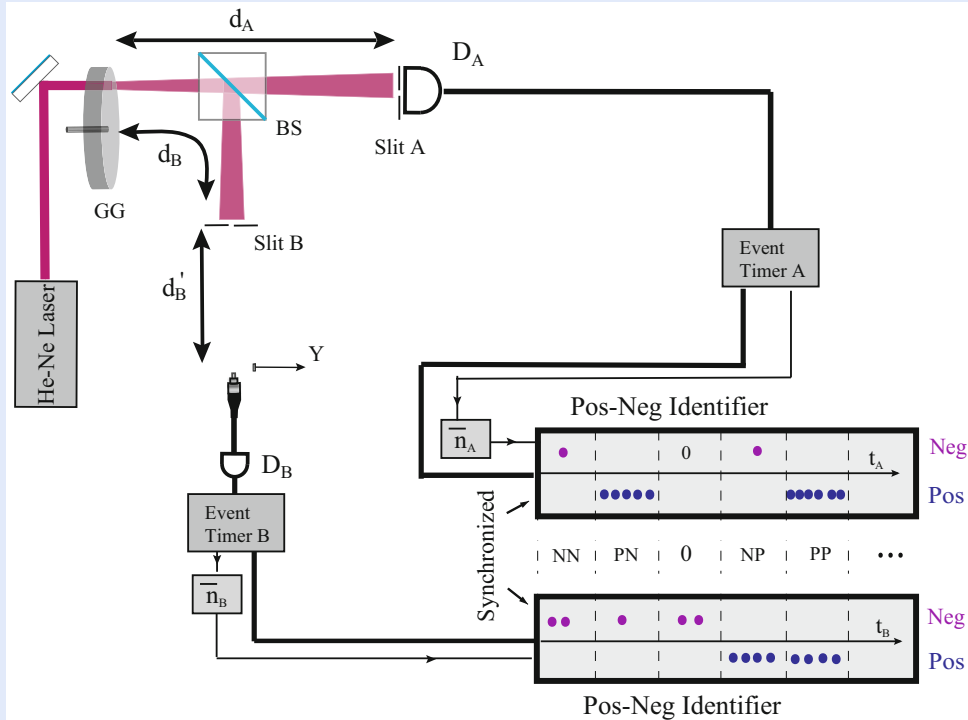 d_A
D_A
BS
Slit A
d_B
GG
Slit B
Event
Timer A
d_B'
He-Ne Laser
Y
Pos-Neg Identifier
n̅_A
Neg
0
t_A
D_B
Pos
Event
Timer B
Synchronized
NN PN 0 NP PP •••
n̅_B
Neg
t_B
Pos
Pos-Neg Identifier